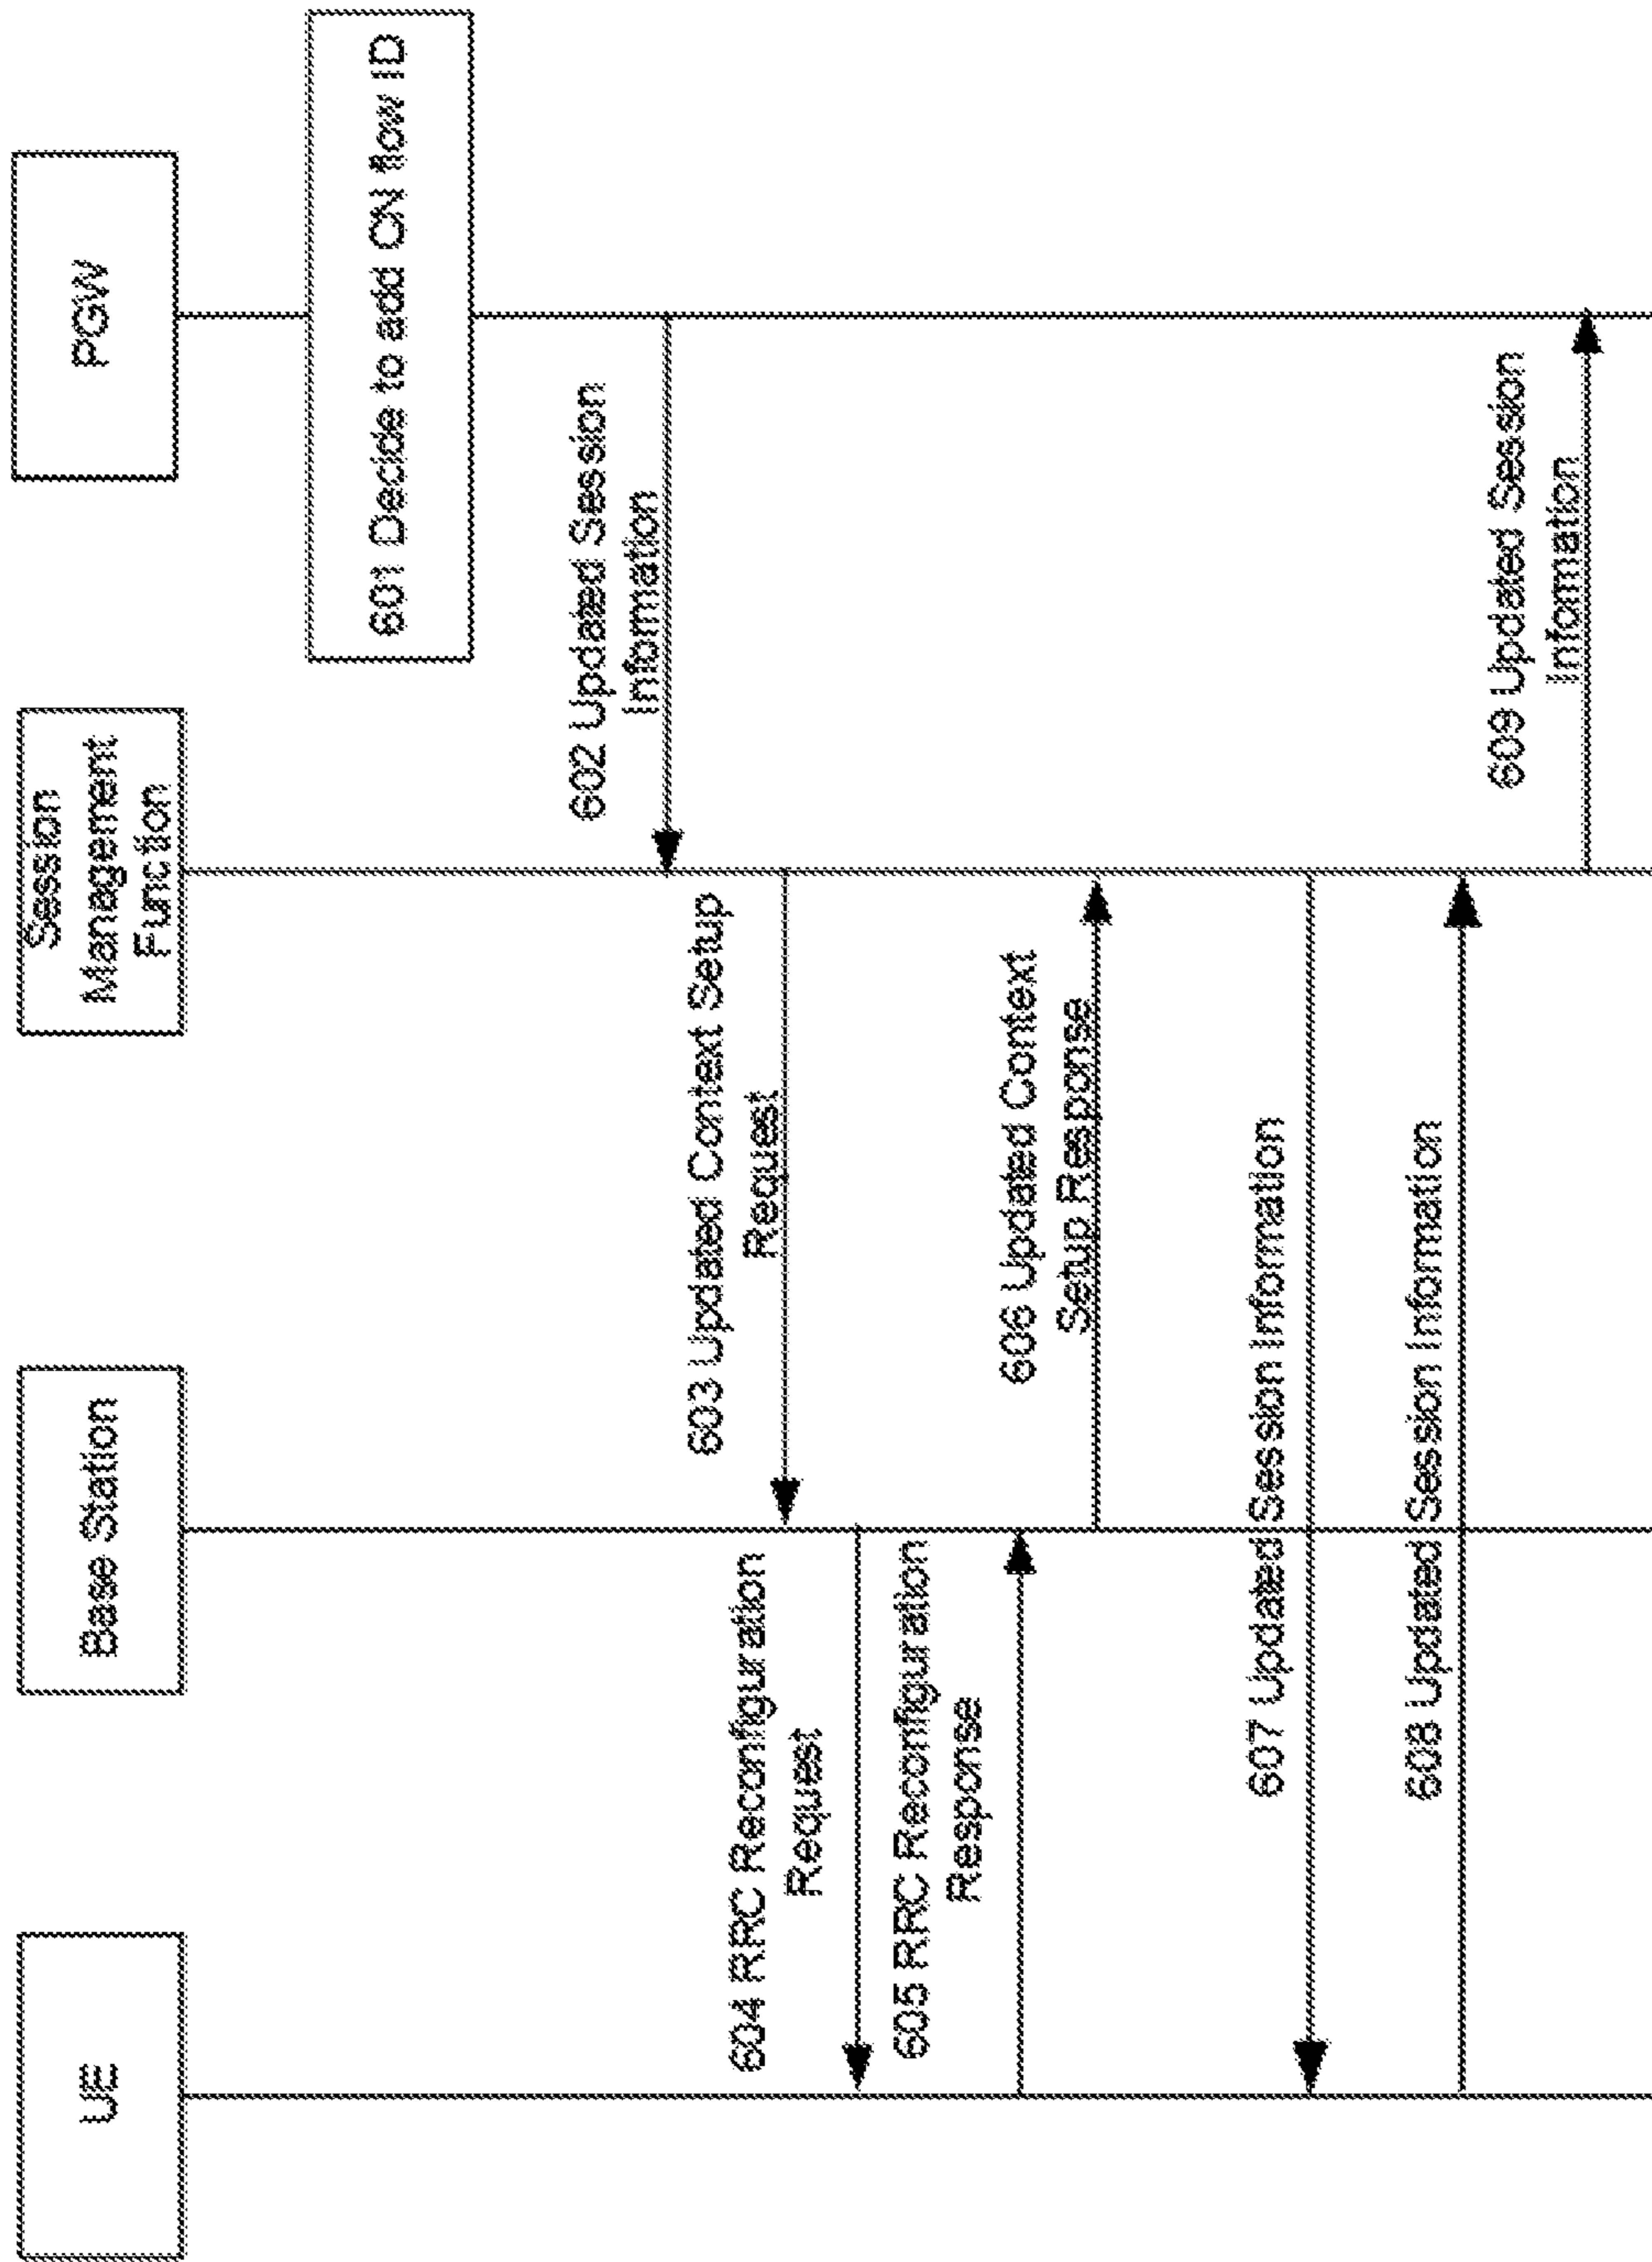 UE
Base Station
Session
Management
Function
PGW
601 Decide to add CN flow ID
602 Updated Session
Information
603 Updated Context Setup
Request
604 RRC Reconfiguration
Request
605 RRC Reconfiguration
Response
606 Updated Context
Setup Response
607 Updated Session Information
608 Updated Session Information
609 Updated Session
Information